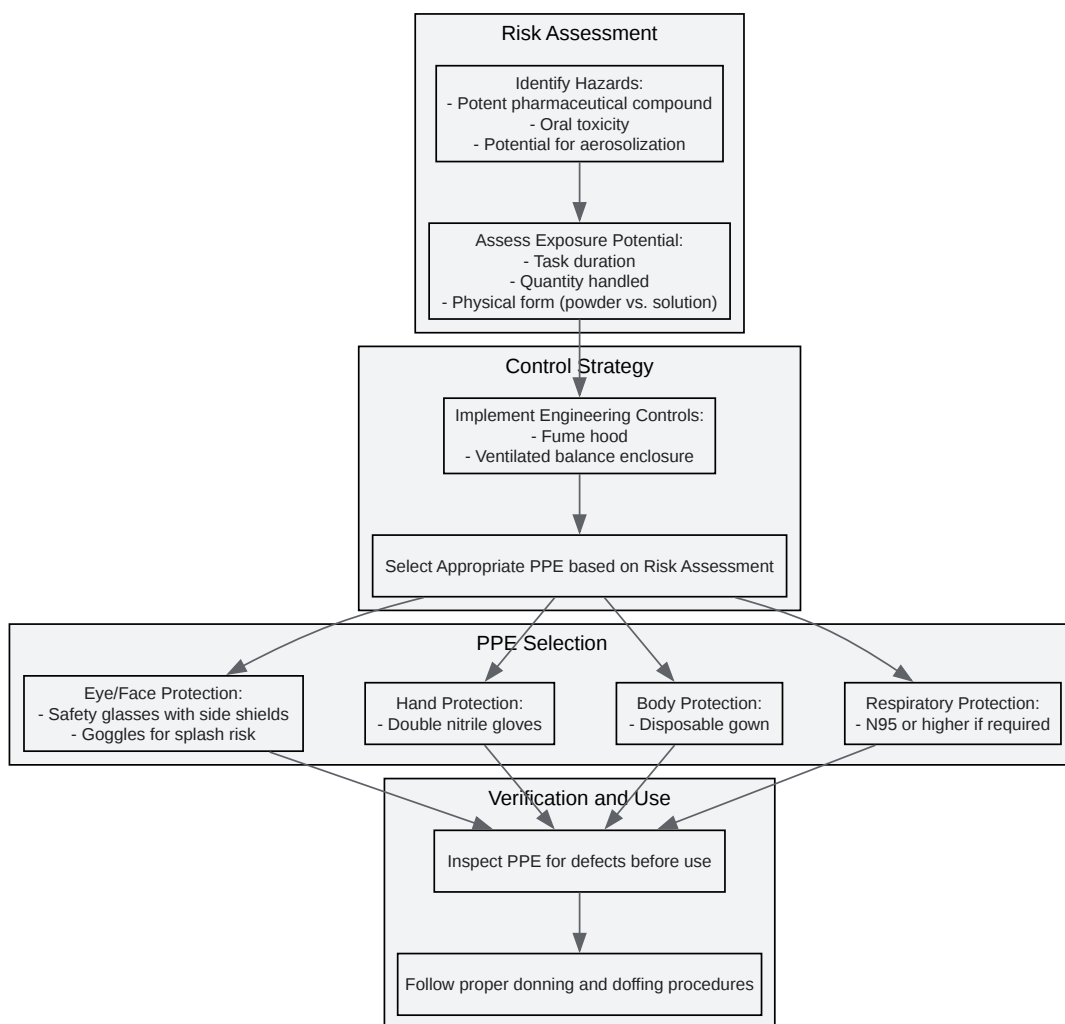 Risk Assessment
Identify Hazards:
- Potent pharmaceutical compound
- Oral toxicity
- Potential for aerosolization
Assess Exposure Potential:
- Task duration
- Quantity handled
- Physical form (powder vs. solution)
Control Strategy
Implement Engineering Controls:
- Fume hood
- Ventilated balance enclosure
Select Appropriate PPE based on Risk Assessment
PPE Selection
Eye/Face Protection:
- Safety glasses with side shields
- Goggles for splash risk
Hand Protection:
- Double nitrile gloves
Body Protection:
- Disposable gown
Respiratory Protection:
- N95 or higher if required
Verification and Use
Inspect PPE for defects before use
Follow proper donning and doffing procedures